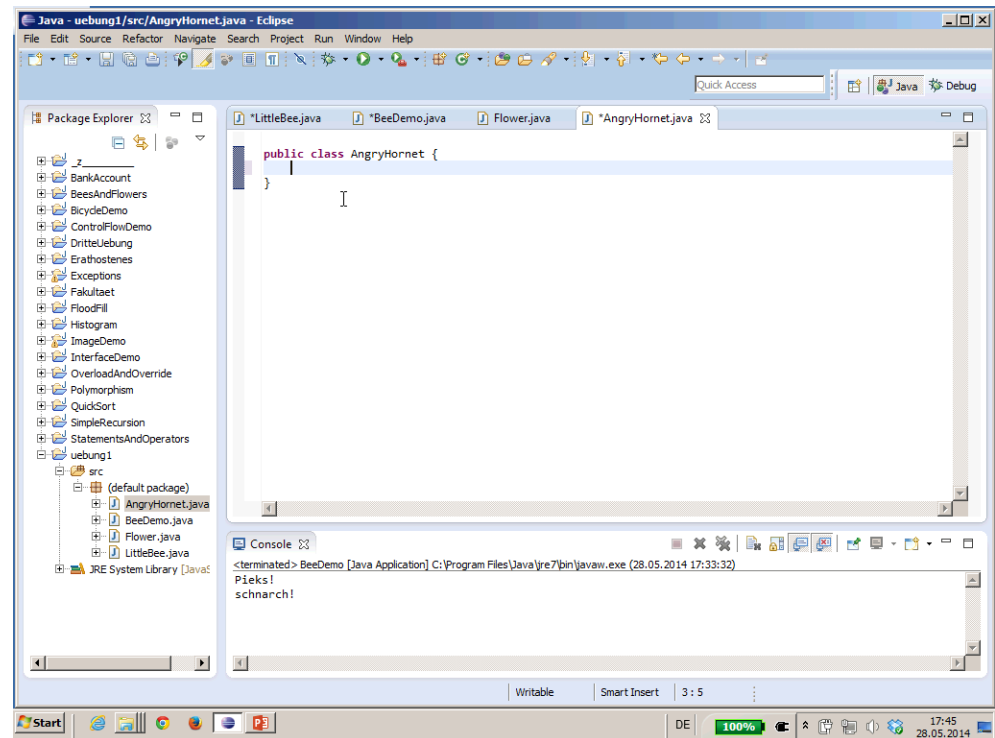 Java - uebung1/src/AngryHornet.java - Eclipse
File Edit Source Refactor Navigate Search Project Run Window Help
Quick Access
Java
Debug
Package Explorer
*LittleBee.java
*BeeDemo.java
Flower.java
*AngryHornet.java
public class AngryHornet {
}
_z_________
BankAccount
BeesAndFlowers
BicycleDemo
ControlFlowDemo
DritteUebung
Erathostenes
Exceptions
Fakultaet
FloodFill
Histogram
ImageDemo
InterfaceDemo
OverloadAndOverride
Polymorphism
QuickSort
SimpleRecursion
StatementsAndOperators
uebung1
src
(default package)
AngryHornet.java
BeeDemo.java
Flower.java
LittleBee.java
JRE System Library [JavaS
Console
<terminated> BeeDemo [Java Application] C:\Program Files\Java\jre7\bin\javaw.exe (28.05.2014 17:33:32)
Pieks!
schnarch!
Writable
Smart Insert
3 : 5
Start
DE
100%
17:45
28.05.2014